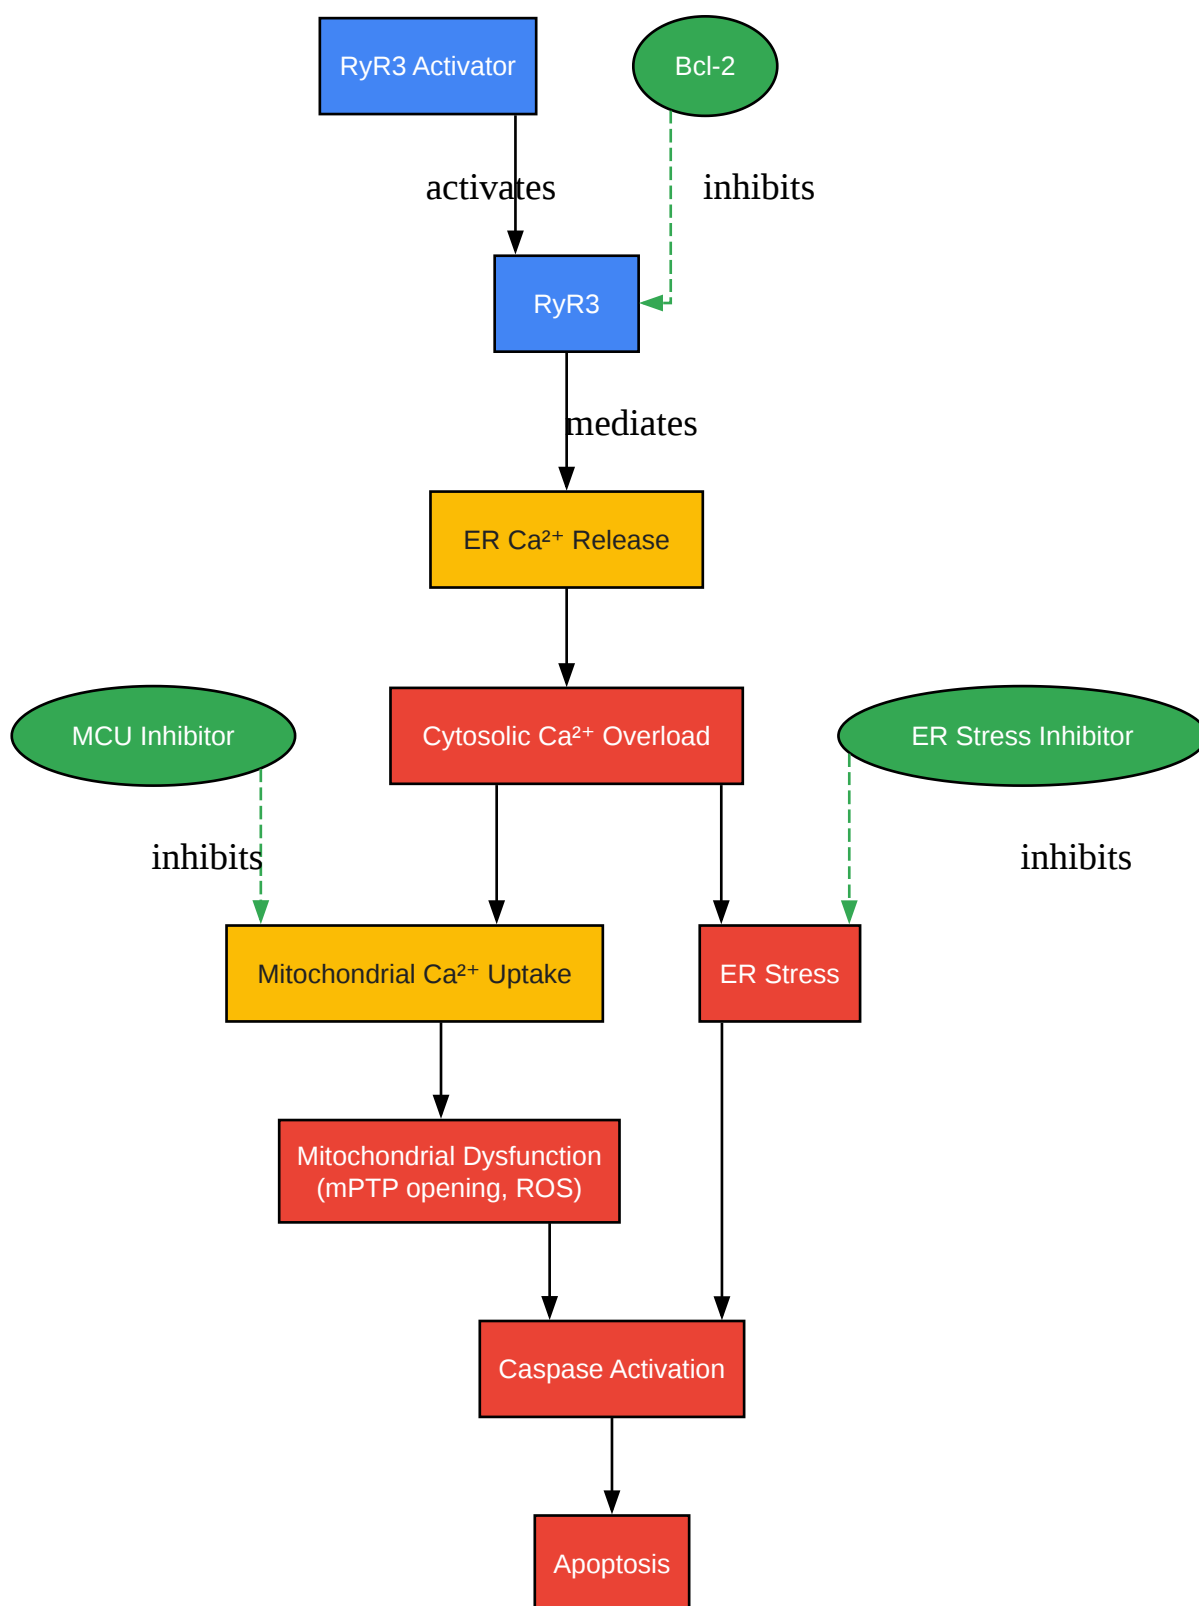 RyR3 Activator
Bcl-2
activates
inhibits
RyR3
mediates
ER Ca²⁺ Release
MCU Inhibitor
Cytosolic Ca²⁺ Overload
ER Stress Inhibitor
inhibits
inhibits
Mitochondrial Ca²⁺ Uptake
ER Stress
Mitochondrial Dysfunction
(mPTP opening, ROS)
Caspase Activation
Apoptosis